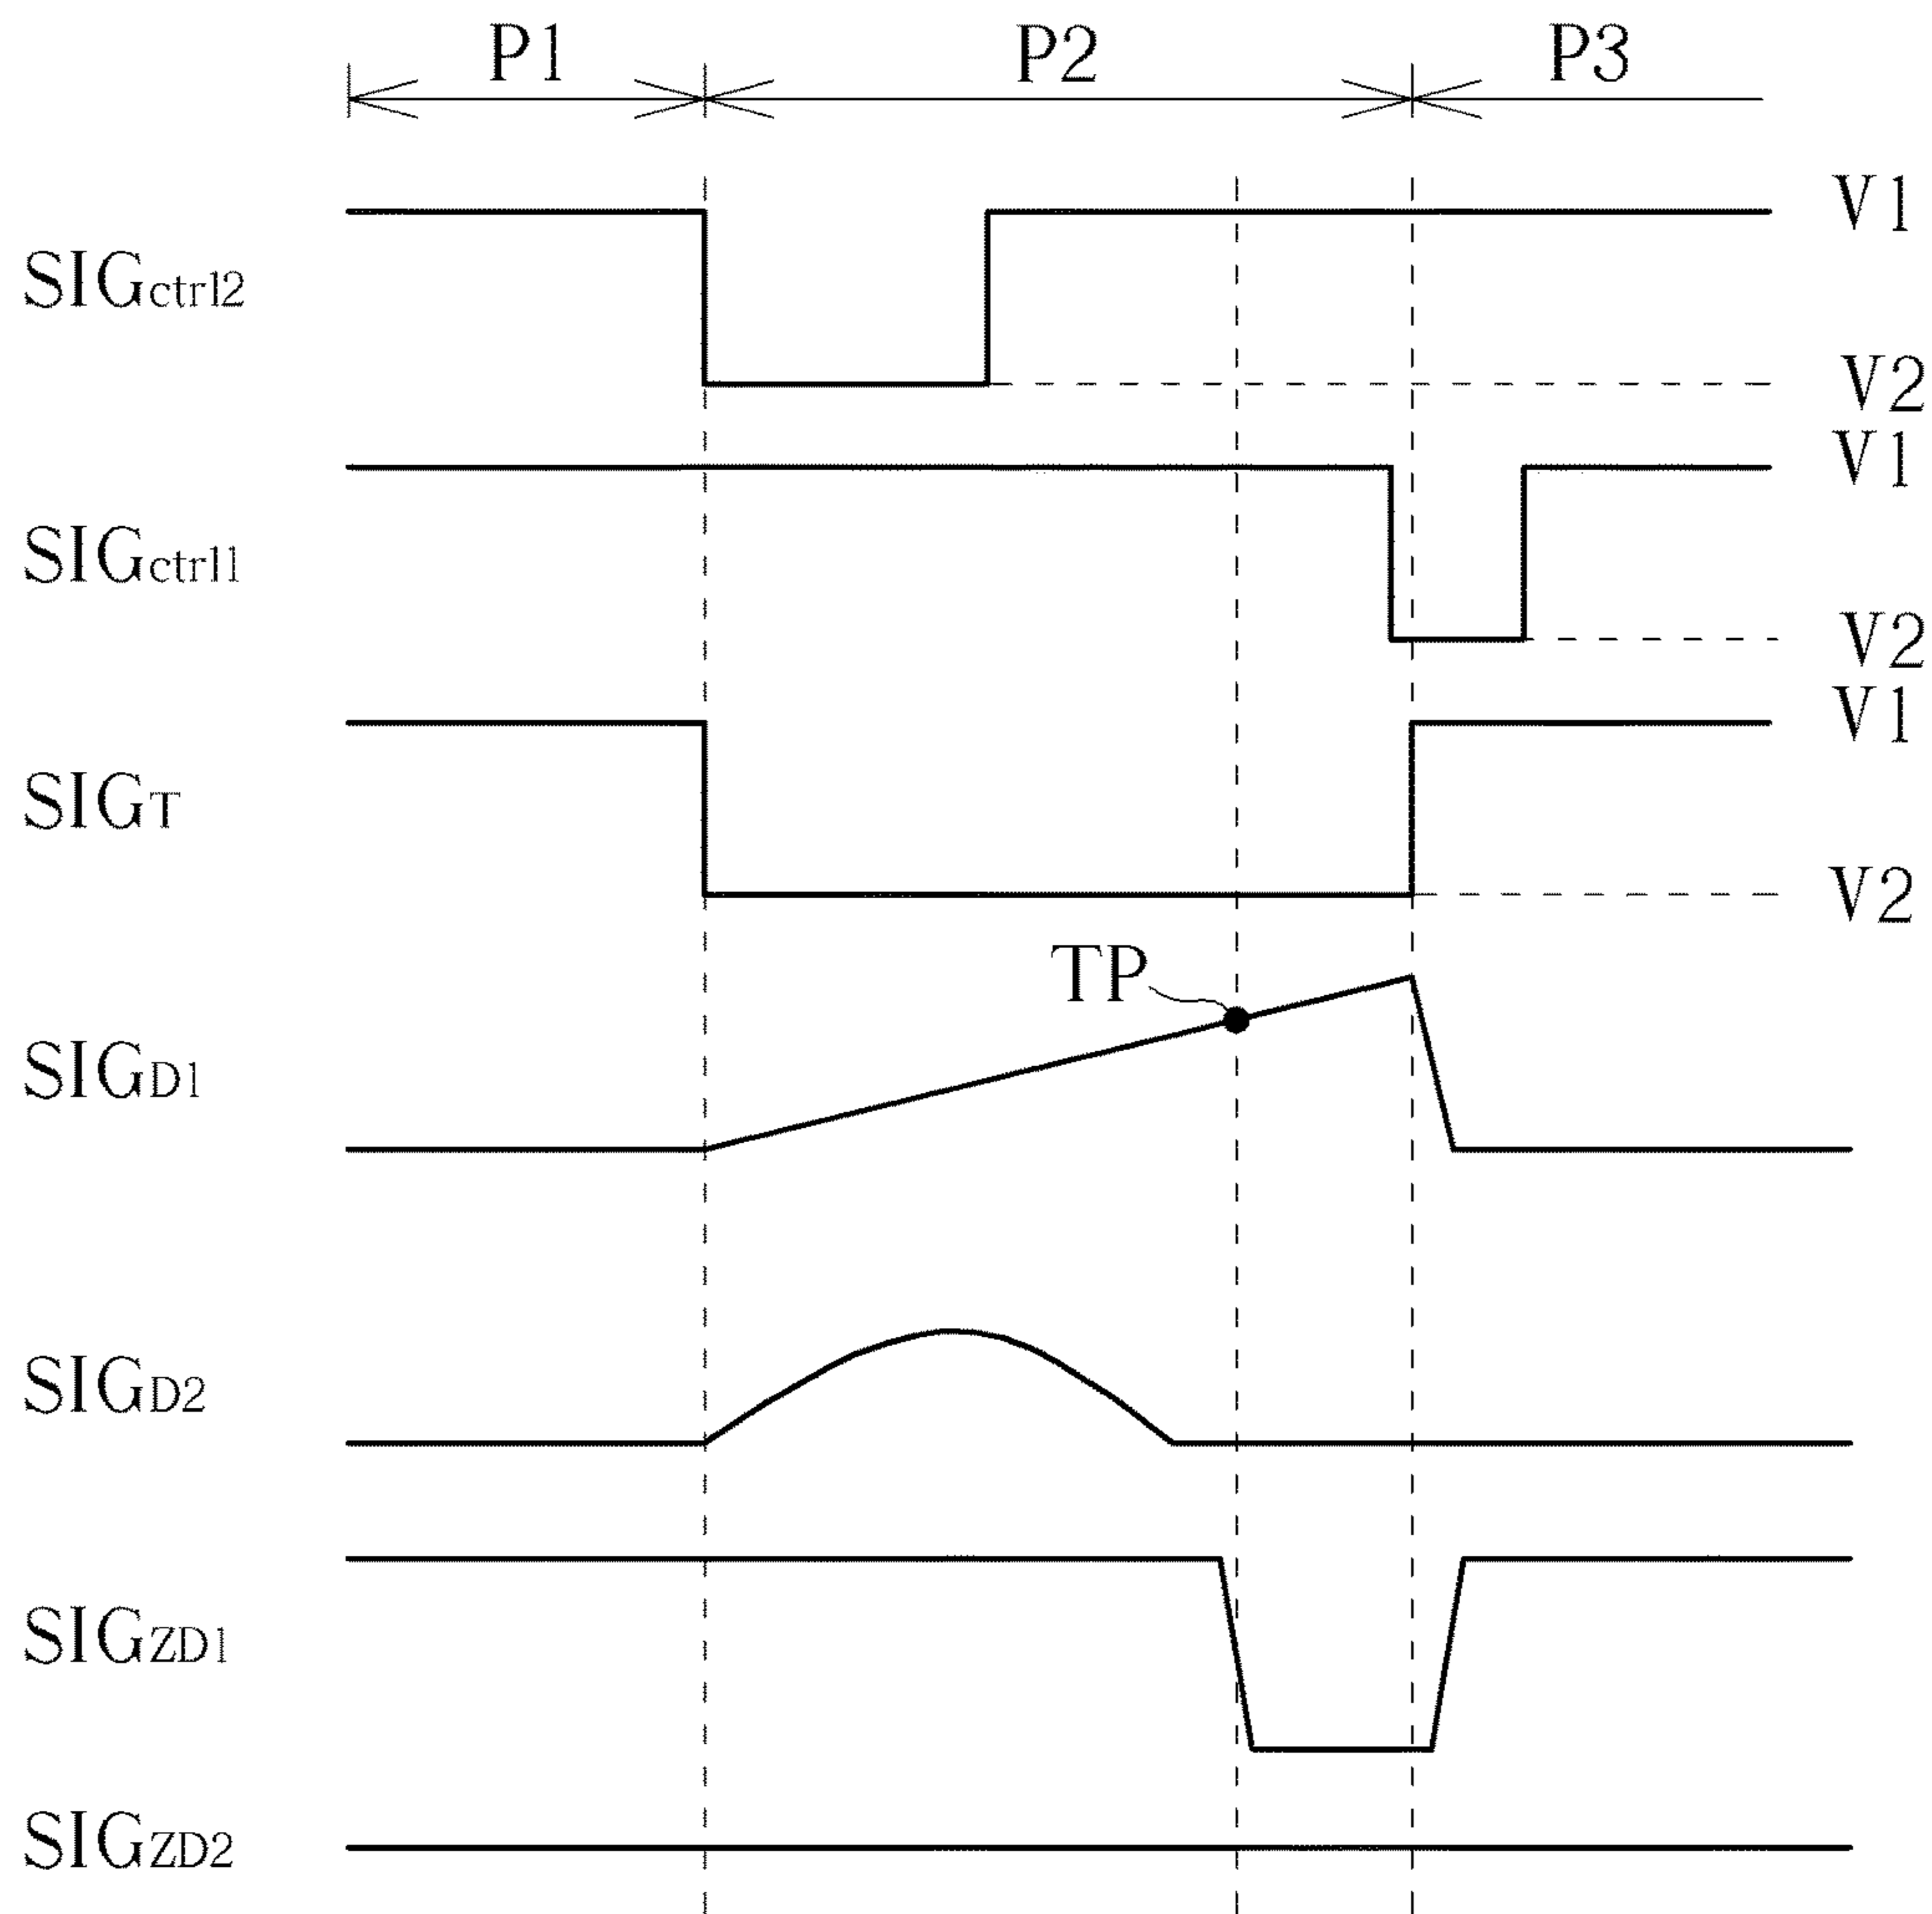 P1 P2 P3
V1
SIGctrl2
V2
V1
SIGctrl1
V2
V1
SIGT
V2
TP
SIGD1
SIGD2
SIGZD1
SIGZD2